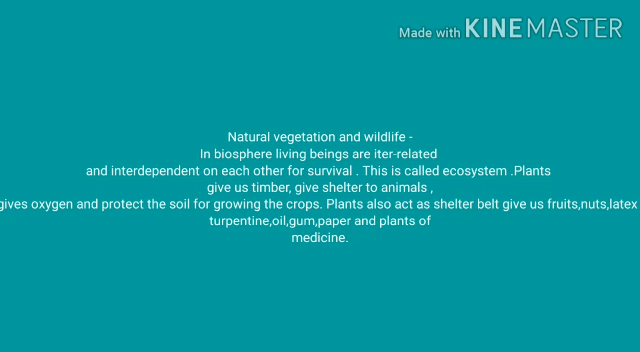 Made with KINEMASTER
Natural vegetation and wildlife -
In biosphere living beings are iter-related
and interdependent on each other for survival . This is called ecosystem .Plants
give us timber, give shelter to animals ,
gives oxygen and protect the soil for growing the crops. Plants also act as shelter belt give us fruits,nuts,latex
turpentine,oil,gum,paper and plants of
medicine.